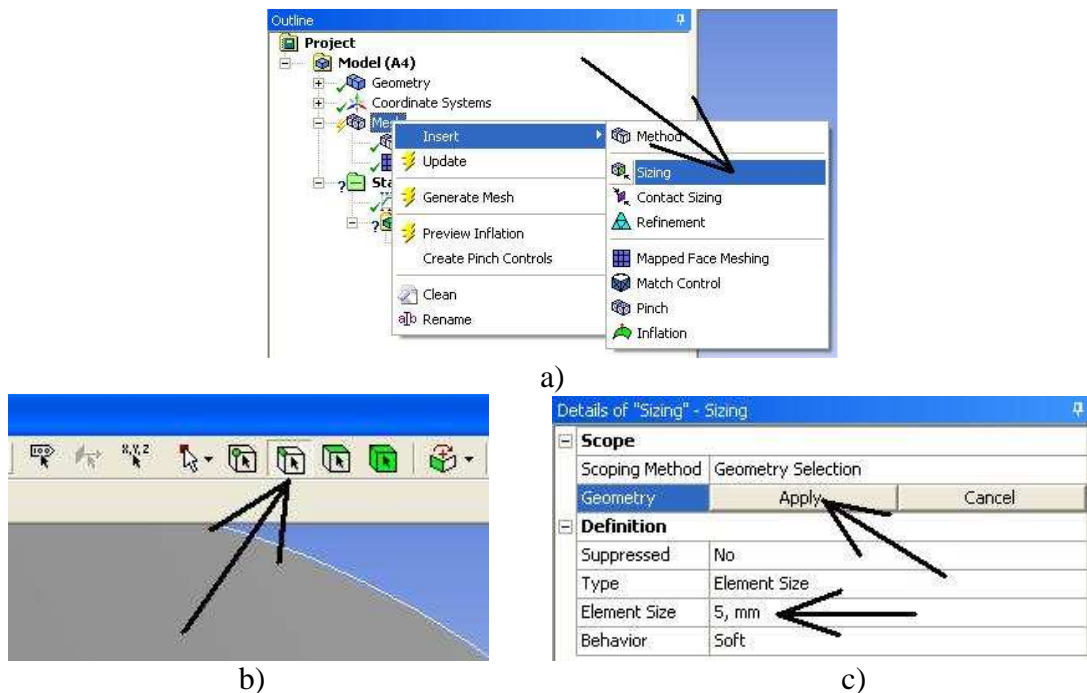 Outline
Project
Model (A4)
Geometry
Coordinate Systems
Mesh
Insert
Method
Update
Sizing
Sta
Generate Mesh
Contact Sizing
Refinement
Preview Inflation
Create Pinch Controls
Mapped Face Meshing
Match Control
Clean
Pinch
Rename
Inflation
a)
X,Y,Z
b)
Details of "Sizing" - Sizing
Scope
Scoping Method Geometry Selection
Geometry Apply Cancel
Definition
Suppressed No
Type Element Size
Element Size 5, mm
Behavior Soft
c)